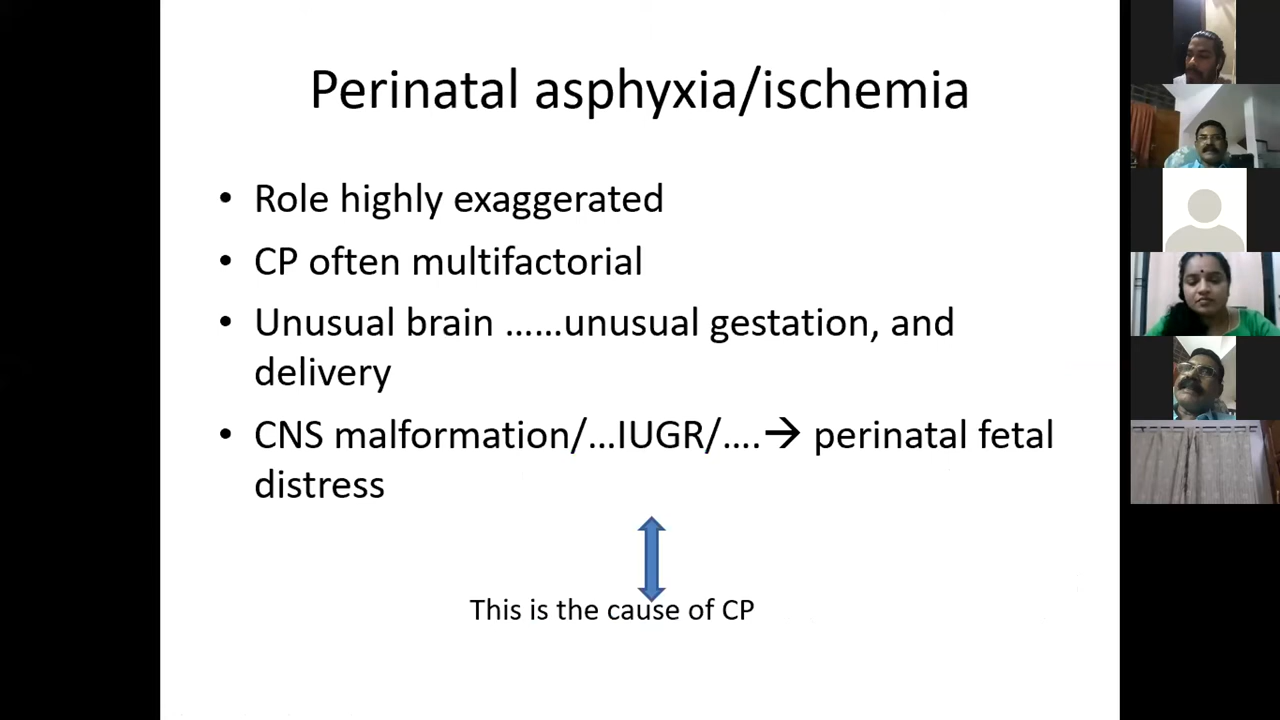 Perinatal asphyxia/ischemia
• Role highly exaggerated
• CP often multifactorial
• Unusual brain ……unusual gestation, and
delivery
• CNS malformation/…IUGR/….→ perinatal fetal
distress
This is the cause of CP